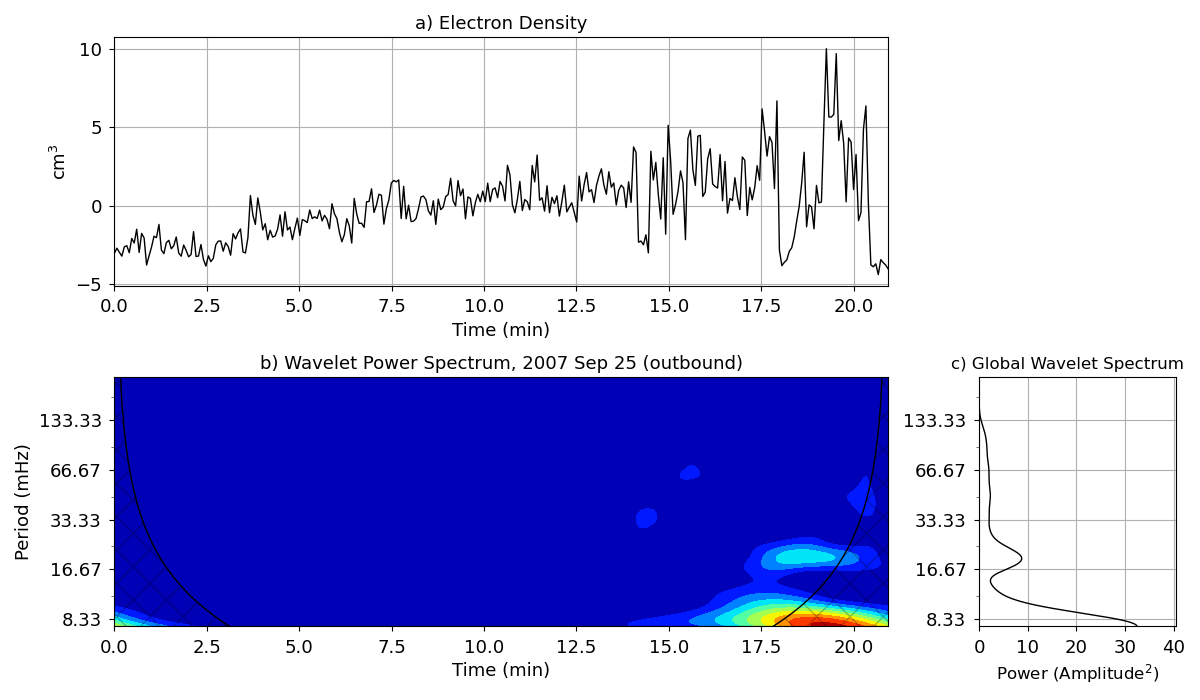 a) Electron Density
10
5
0
−5
cm³
0.0 2.5 5.0 7.5 10.0 12.5 15.0 17.5 20.0
Time (min)
b) Wavelet Power Spectrum, 2007 Sep 25 (outbound)
133.33
66.67
33.33
16.67
8.33
Period (mHz)
0.0 2.5 5.0 7.5 10.0 12.5 15.0 17.5 20.0
Time (min)
c) Global Wavelet Spectrum
133.33
66.67
33.33
16.67
8.33
0 10 20 30 40
Power (Amplitude²)